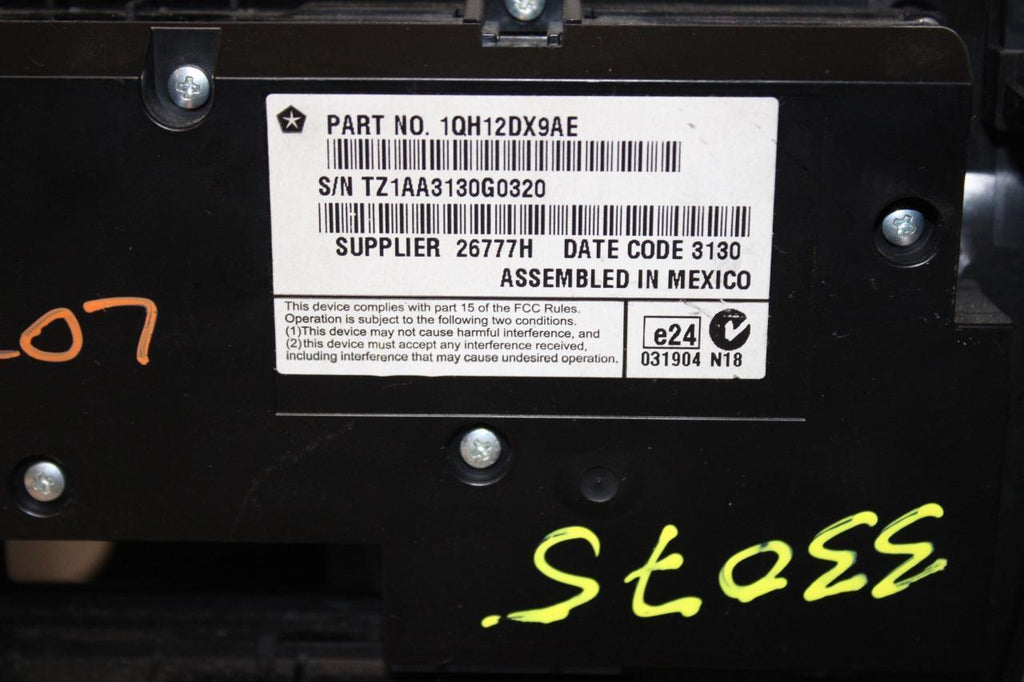 PART NO. 1QH12DX9AE
S/N TZ1AA3130G0320
SUPPLIER 26777H DATE CODE 3130
ASSEMBLED IN MEXICO
This device complies with part 15 of the FCC Rules.
Operation is subject to the following two conditions.
(1)This device may not cause harmful interference, and
(2)this device must accept any interference received,
including interference that may cause undesired operation.
e24
031904 N18
33075